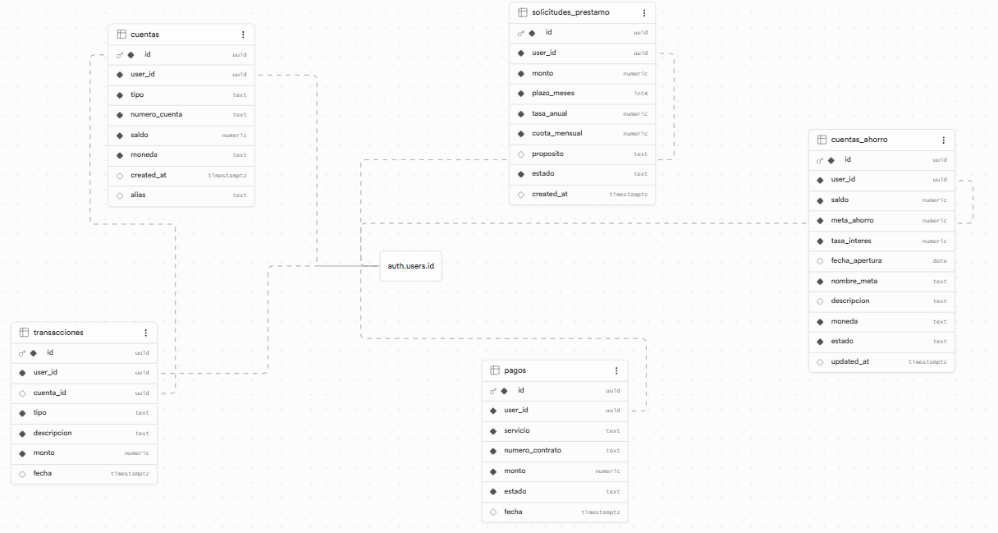 cuentas
id uuid
user_id uuid
tipo text
numero_cuenta text
saldo numeric
moneda text
created_at timestamptz
alias text
solicitudes_prestamo
id uuid
user_id uuid
monto numeric
plazo_meses int4
tasa_anual numeric
cuota_mensual numeric
proposito text
estado text
created_at timestamptz
cuentas_ahorro
id uuid
user_id uuid
saldo numeric
meta_ahorro numeric
tasa_interes numeric
fecha_apertura date
nombre_meta text
descripcion text
moneda text
estado text
updated_at timestamptz
auth.users.id
transacciones
id uuid
user_id uuid
cuenta_id uuid
tipo text
descripcion text
monto numeric
fecha timestamptz
pagos
id uuid
user_id uuid
servicio text
numero_contrato text
monto numeric
estado text
fecha timestamptz